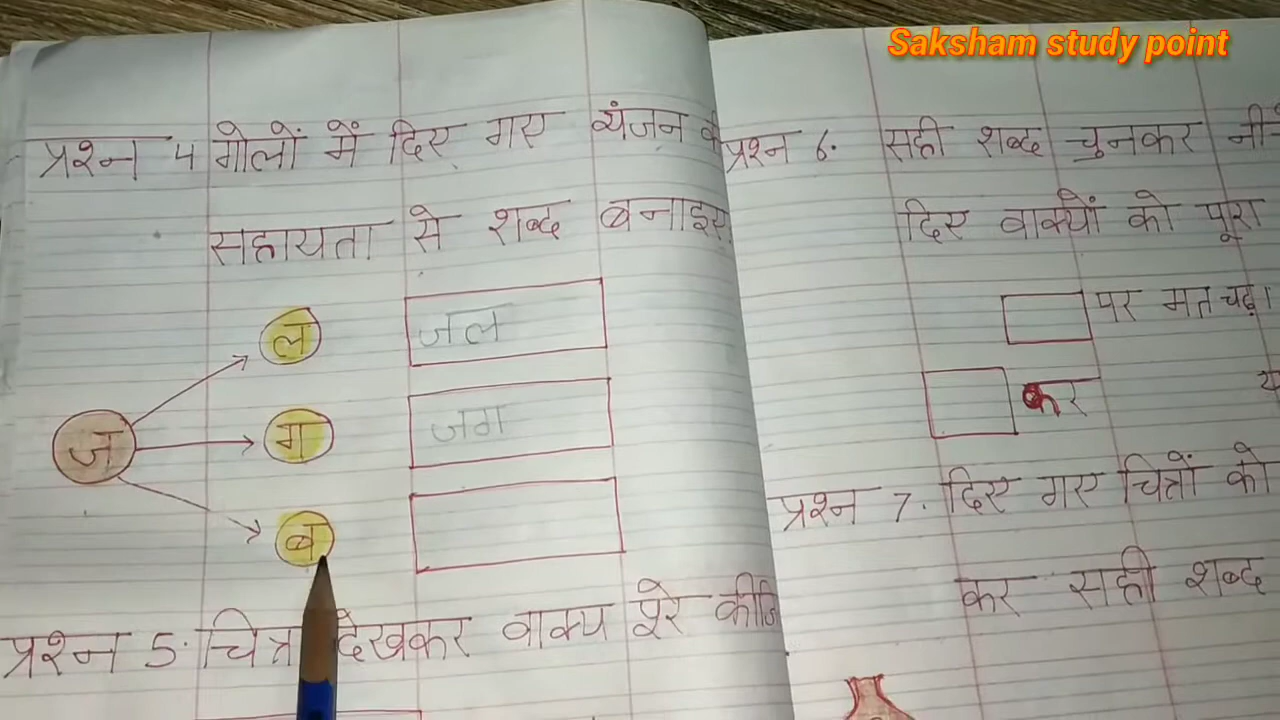 Saksham study point
प्रश्न 4 गोलों में दिए गए व्यंजन की
सहायता से शब्द बनाइए
ज
ल जल
ग जग
ब
प्रश्न 5. चित्र देखकर वाक्य पूरे कीजि
प्रश्न 6. सही शब्द चुनकर नी
दिए वाक्यों को पूरा
पर मत चढ़।
कर
प्रश्न 7. दिए गए चित्रों को
कर सही शब्द